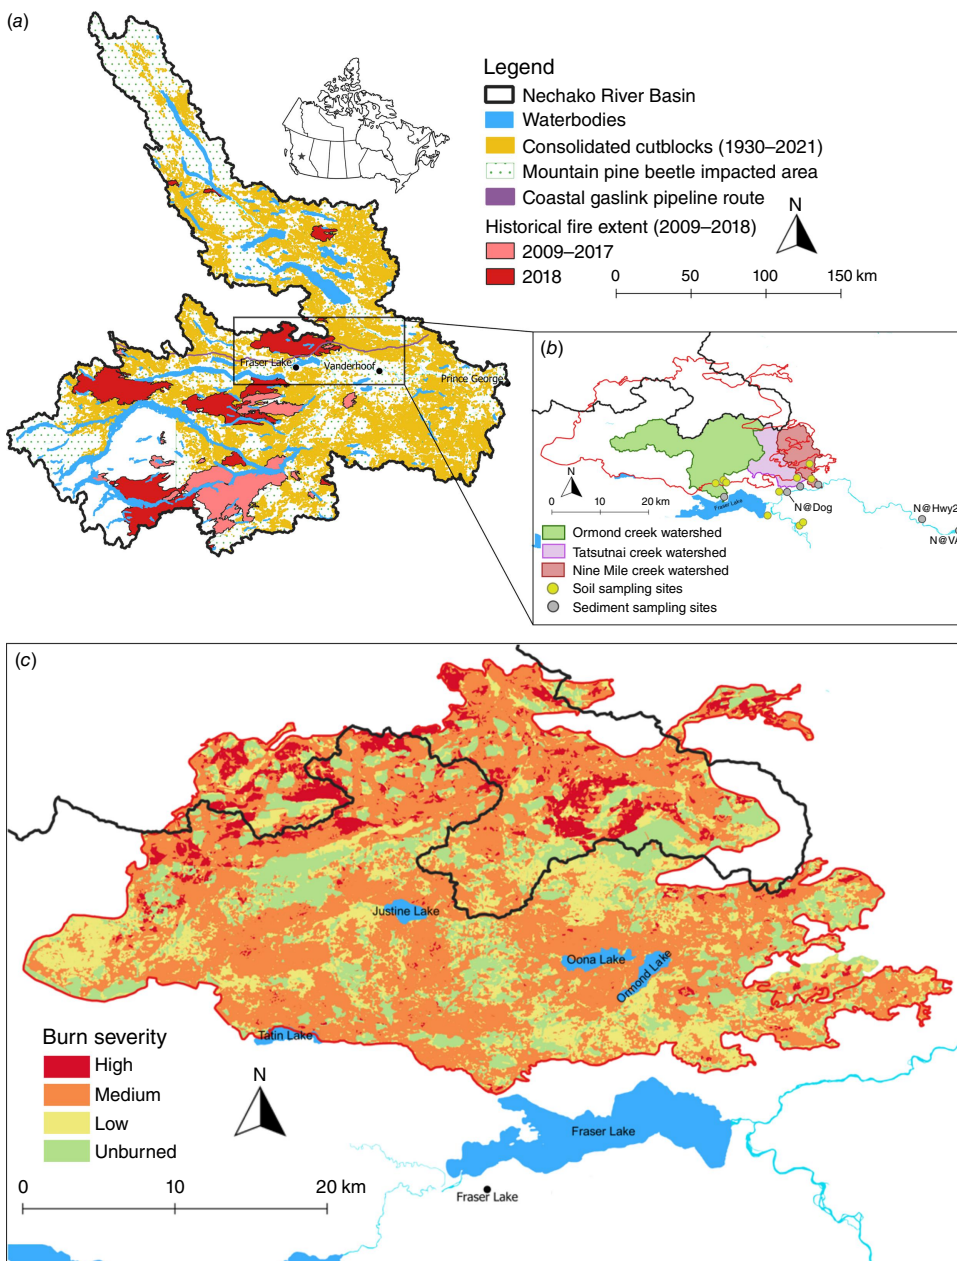 (a)
Legend
Nechako River Basin
Waterbodies
Consolidated cutblocks (1930–2021)
Mountain pine beetle impacted area
Coastal gaslink pipeline route
Historical fire extent (2009–2018)
2009–2017
2018
N
0 50 100 150 km
Fraser Lake
Vanderhoof
Prince George
(b)
N
0 10 20 km
Fraser Lake
N@Dog
N@Hwy2
N@VA
Ormond creek watershed
Tatsutnai creek watershed
Nine Mile creek watershed
Soil sampling sites
Sediment sampling sites
(c)
Justine Lake
Oona Lake
Ormond Lake
Tatin Lake
Burn severity
High
Medium
Low
Unburned
N
0 10 20 km
Fraser Lake
Fraser Lake